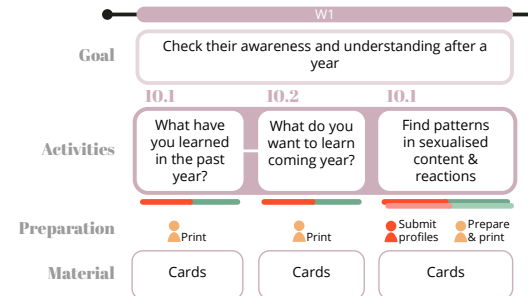 W1
Goal
Check their awareness and understanding after a
year
10.1
10.2
10.1
Activities
What have
you learned
in the past
year?
What do you
want to learn
coming year?
Find patterns
in sexualised
content &
reactions
Preparation
Print
Print
Submit
profiles
Prepare
& print
Material
Cards
Cards
Cards